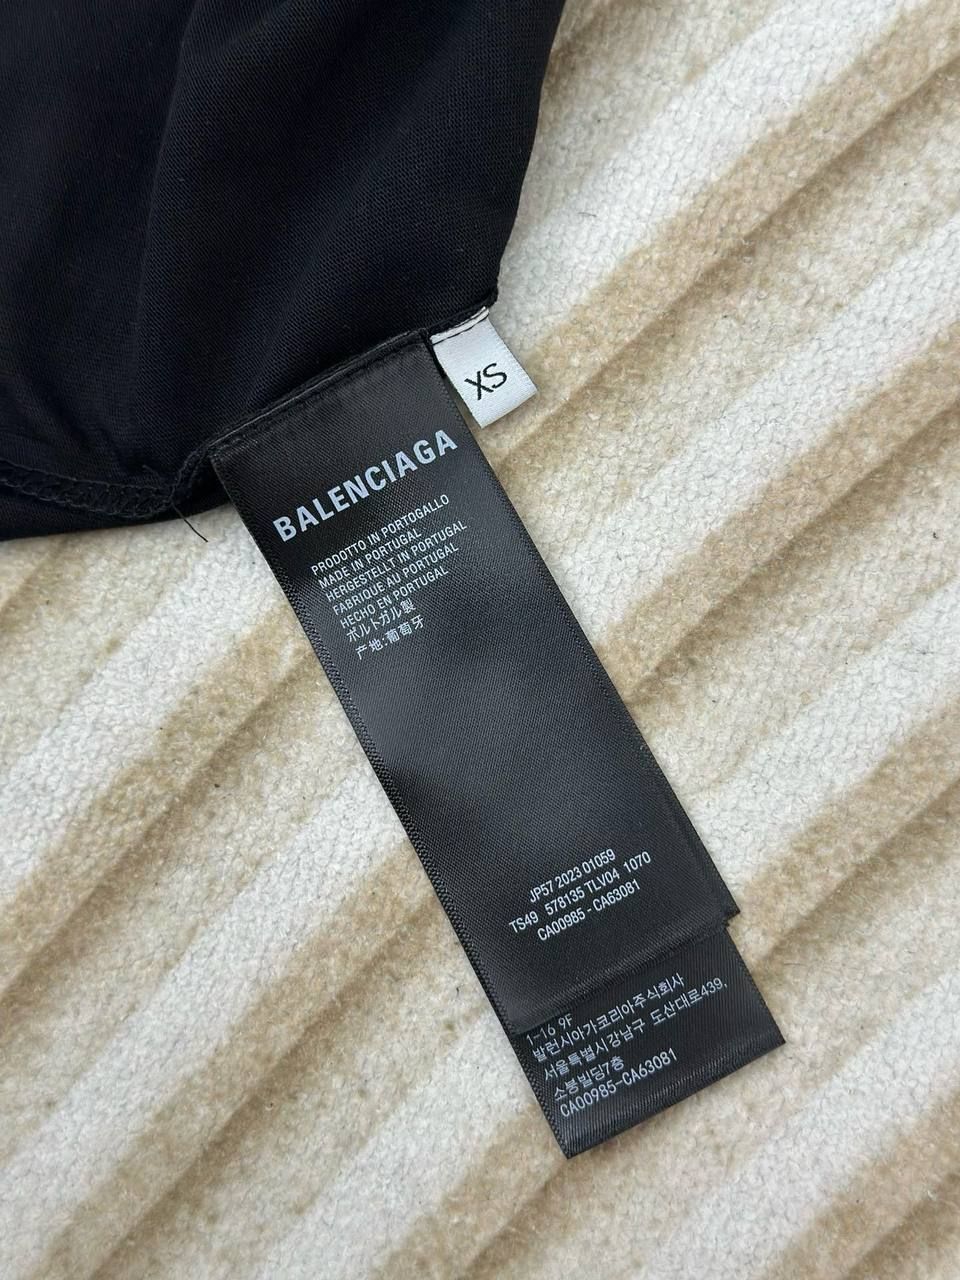 XS
BALENCIAGA
PRODOTTO IN PORTOGALLO
MADE IN PORTUGAL
HERGESTELLT IN PORTUGAL
FABRIQUE AU PORTUGAL
HECHO EN PORTUGAL
ポルトガル製
产地:葡萄牙
JP57 2023 01059
TS49 578135 TLV04 1070
CA00985 - CA63081
1-16 9F
발런시아가코리아주식회사
서울특별시강남구 도산대로439,
소봉빌딩7층
CA00985-CA63081